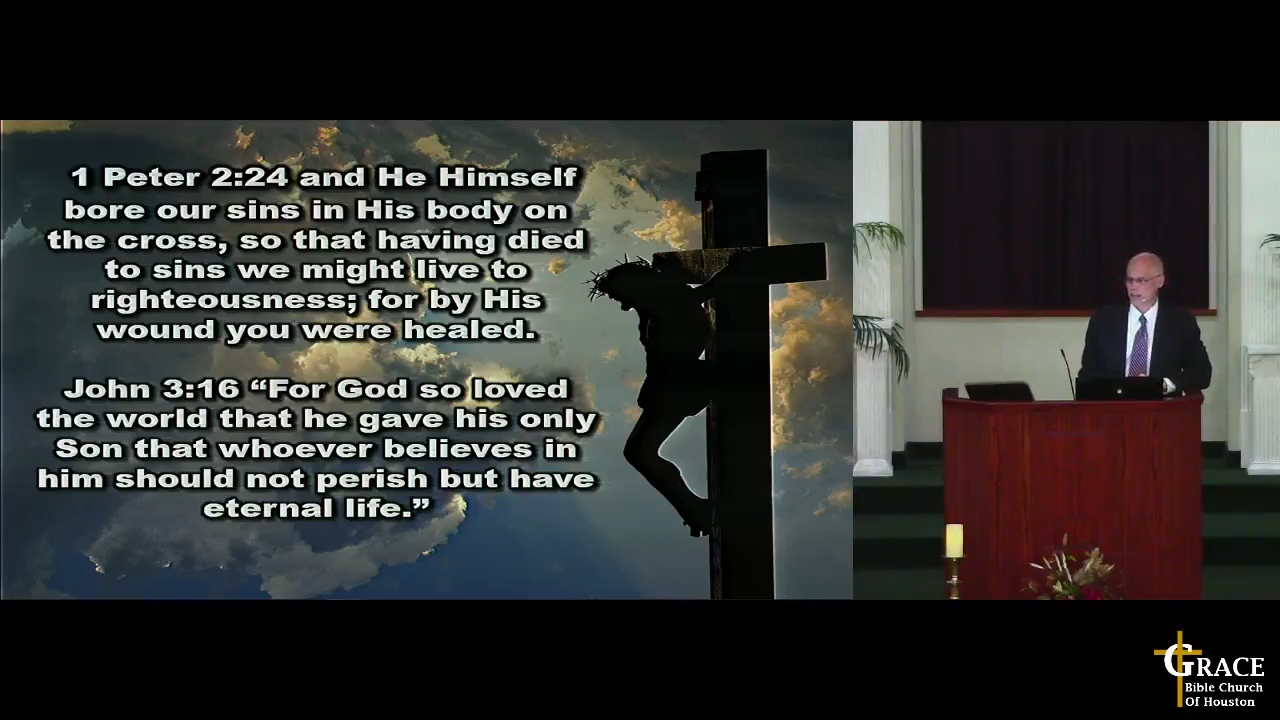 1 Peter 2:24 and He Himself
bore our sins in His body on
the cross, so that having died
to sins we might live to
righteousness; for by His
wound you were healed.
John 3:16 “For God so loved
the world that he gave his only
Son that whoever believes in
him should not perish but have
eternal life.”
GRACE
Bible Church
Of Houston